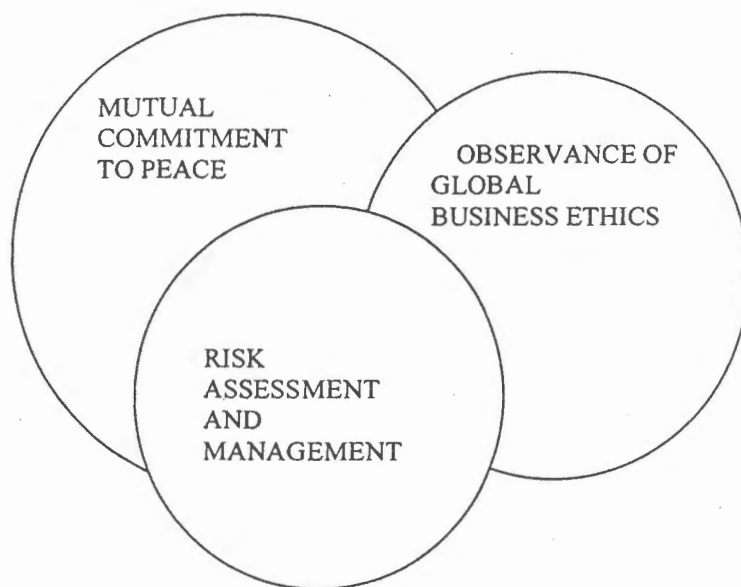 MUTUAL
COMMITMENT
TO PEACE
OBSERVANCE OF
GLOBAL
BUSINESS ETHICS
RISK
ASSESSMENT
AND
MANAGEMENT